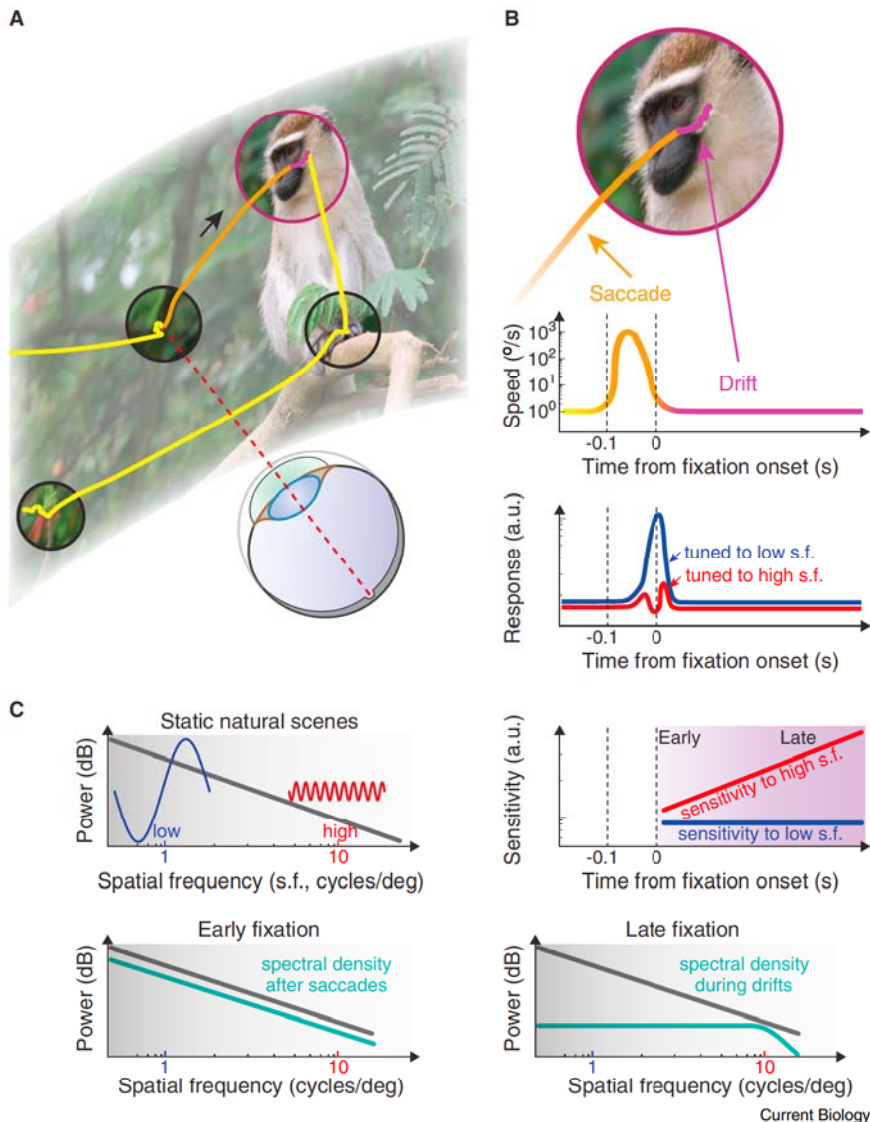 A
B
Saccade
Drift
Speed (º/s)
10³
10²
10¹
10⁰
-0.1
0
Time from fixation onset (s)
Response (a.u.)
tuned to low s.f.
tuned to high s.f.
-0.1
0
Time from fixation onset (s)
C
Static natural scenes
Power (dB)
low
high
1
10
Spatial frequency (s.f., cycles/deg)
Sensitivity (a.u.)
Early
Late
sensitivity to high s.f.
sensitivity to low s.f.
-0.1
0
Time from fixation onset (s)
Early fixation
Power (dB)
spectral density
after saccades
1
10
Spatial frequency (cycles/deg)
Late fixation
Power (dB)
spectral density
during drifts
1
10
Spatial frequency (cycles/deg)
Current Biology